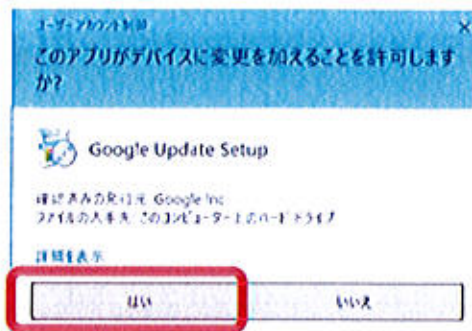 ユーザー アカウント制御
×
このアプリがデバイスに変更を加えることを許可します
か?
Google Update Setup
確認済みの発行元: Google Inc
ファイルの入手先: このコンピューター上のハード ドライブ
詳細を表示
はい
いいえ